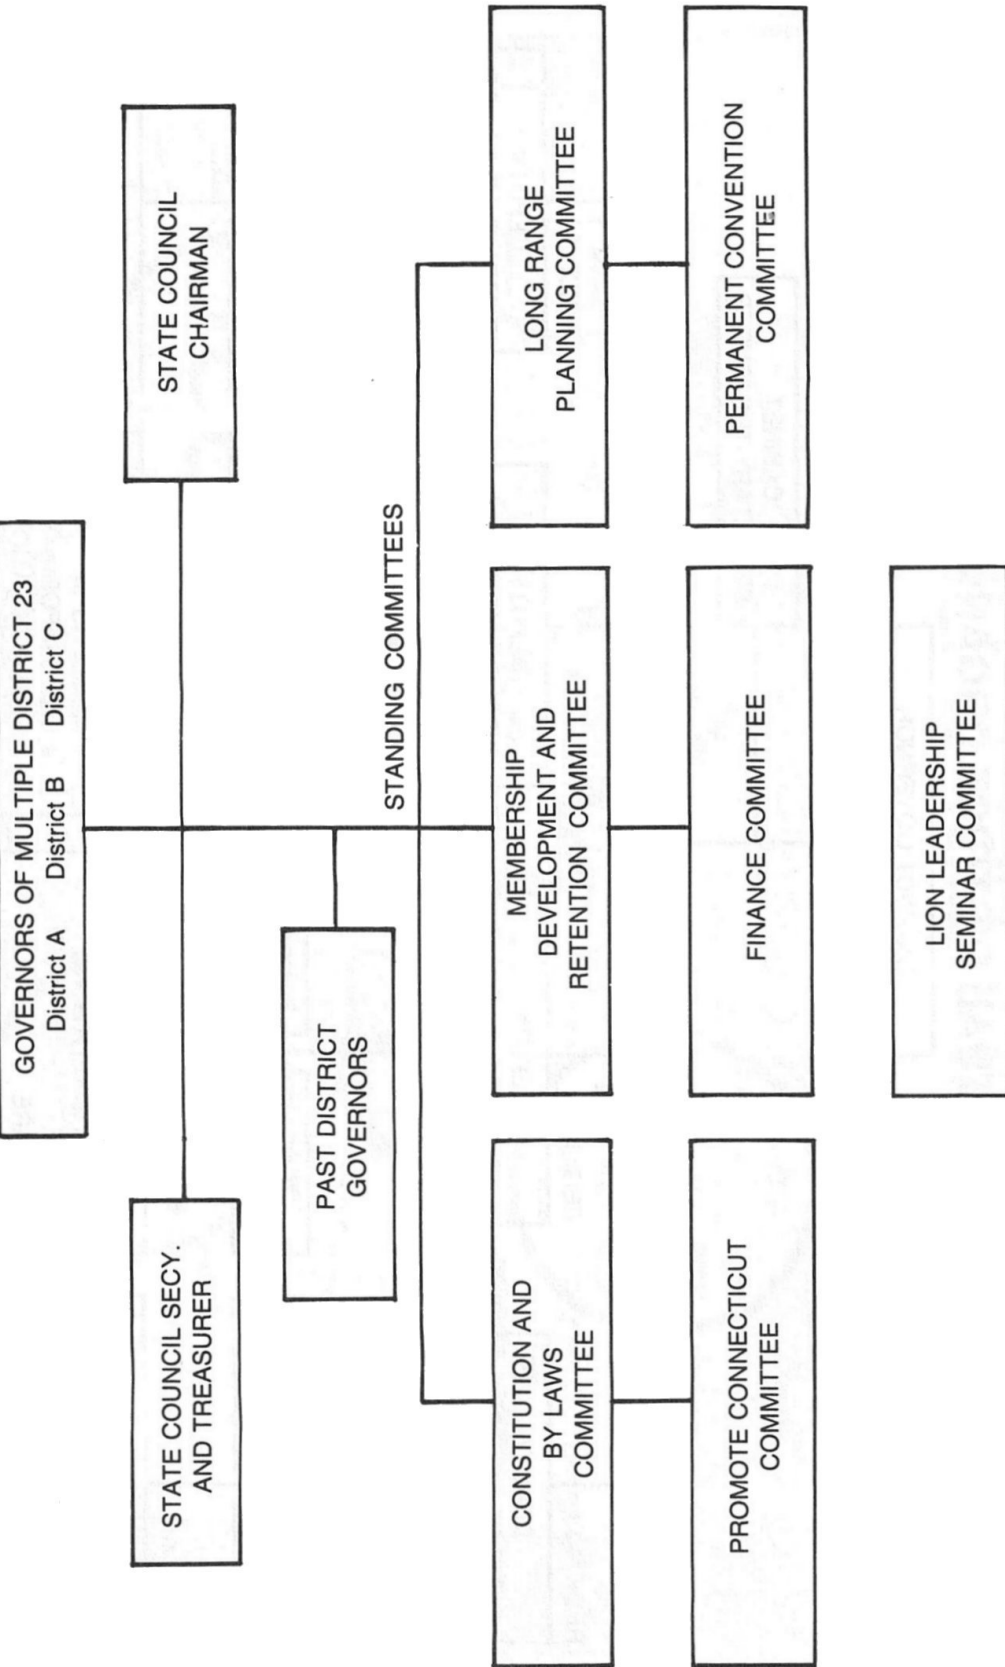 GOVERNORS OF MULTIPLE DISTRICT 23
District A District B District C
STATE COUNCIL SECY.
AND TREASURER
STATE COUNCIL
CHAIRMAN
PAST DISTRICT
GOVERNORS
STANDING COMMITTEES
CONSTITUTION AND
BY LAWS
COMMITTEE
MEMBERSHIP
DEVELOPMENT AND
RETENTION COMMITTEE
LONG RANGE
PLANNING COMMITTEE
PROMOTE CONNECTICUT
COMMITTEE
FINANCE COMMITTEE
PERMANENT CONVENTION
COMMITTEE
LION LEADERSHIP
SEMINAR COMMITTEE